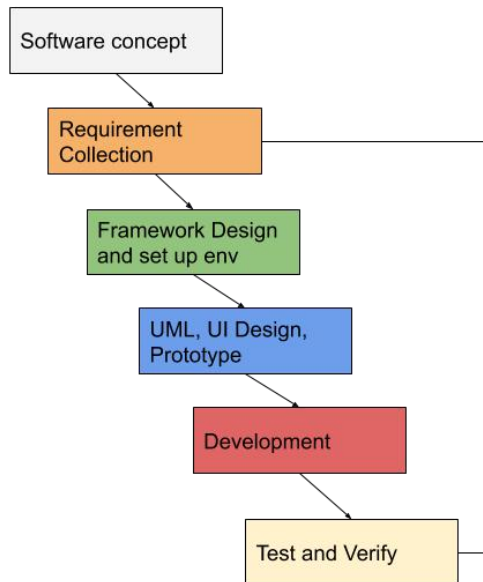 Software concept
Requirement
Collection
Framework Design
and set up env
UML, UI Design,
Prototype
Development
Test and Verify